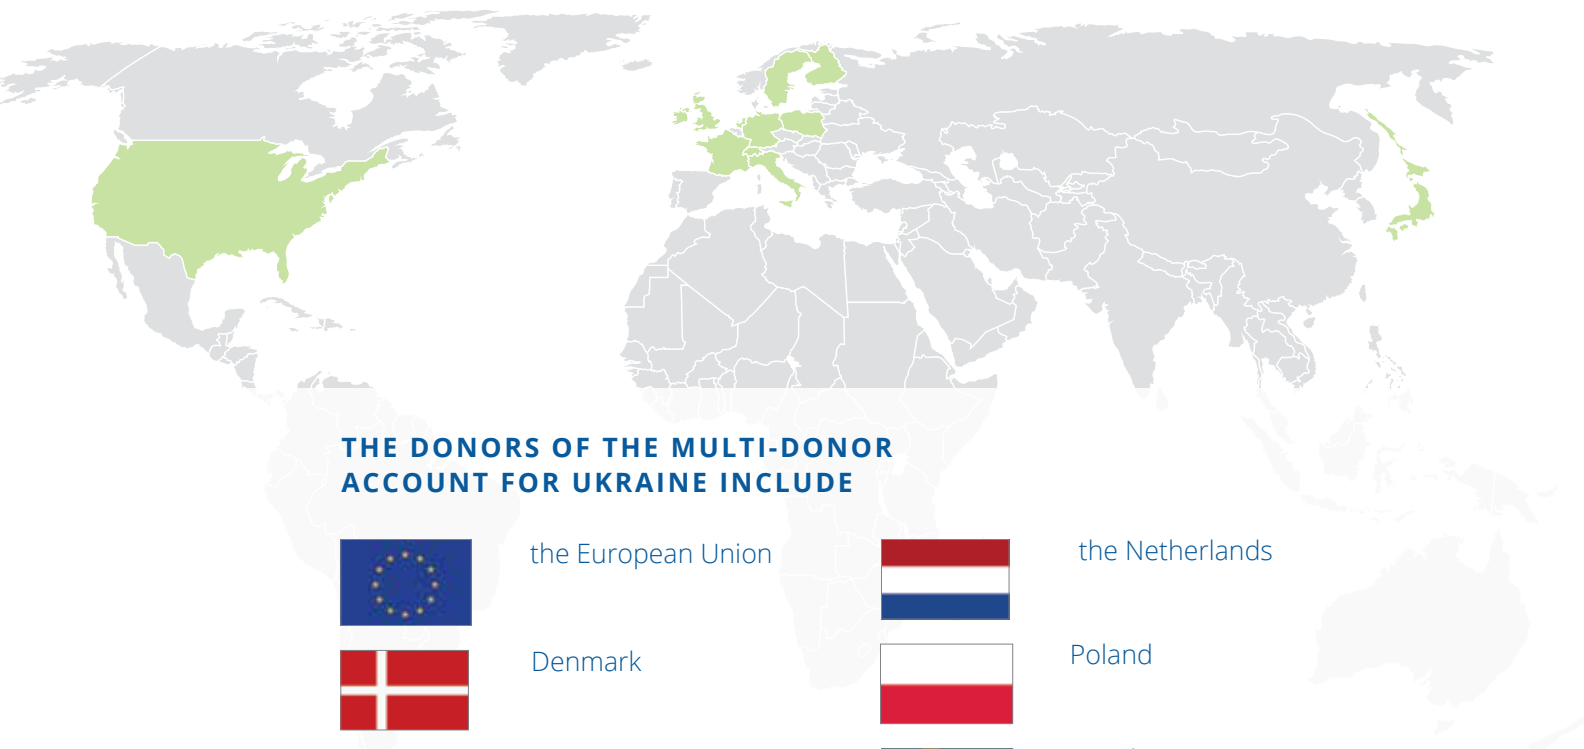 THE DONORS OF THE MULTI-DONOR
ACCOUNT FOR UKRAINE INCLUDE
the European Union
Denmark
the Netherlands
Poland